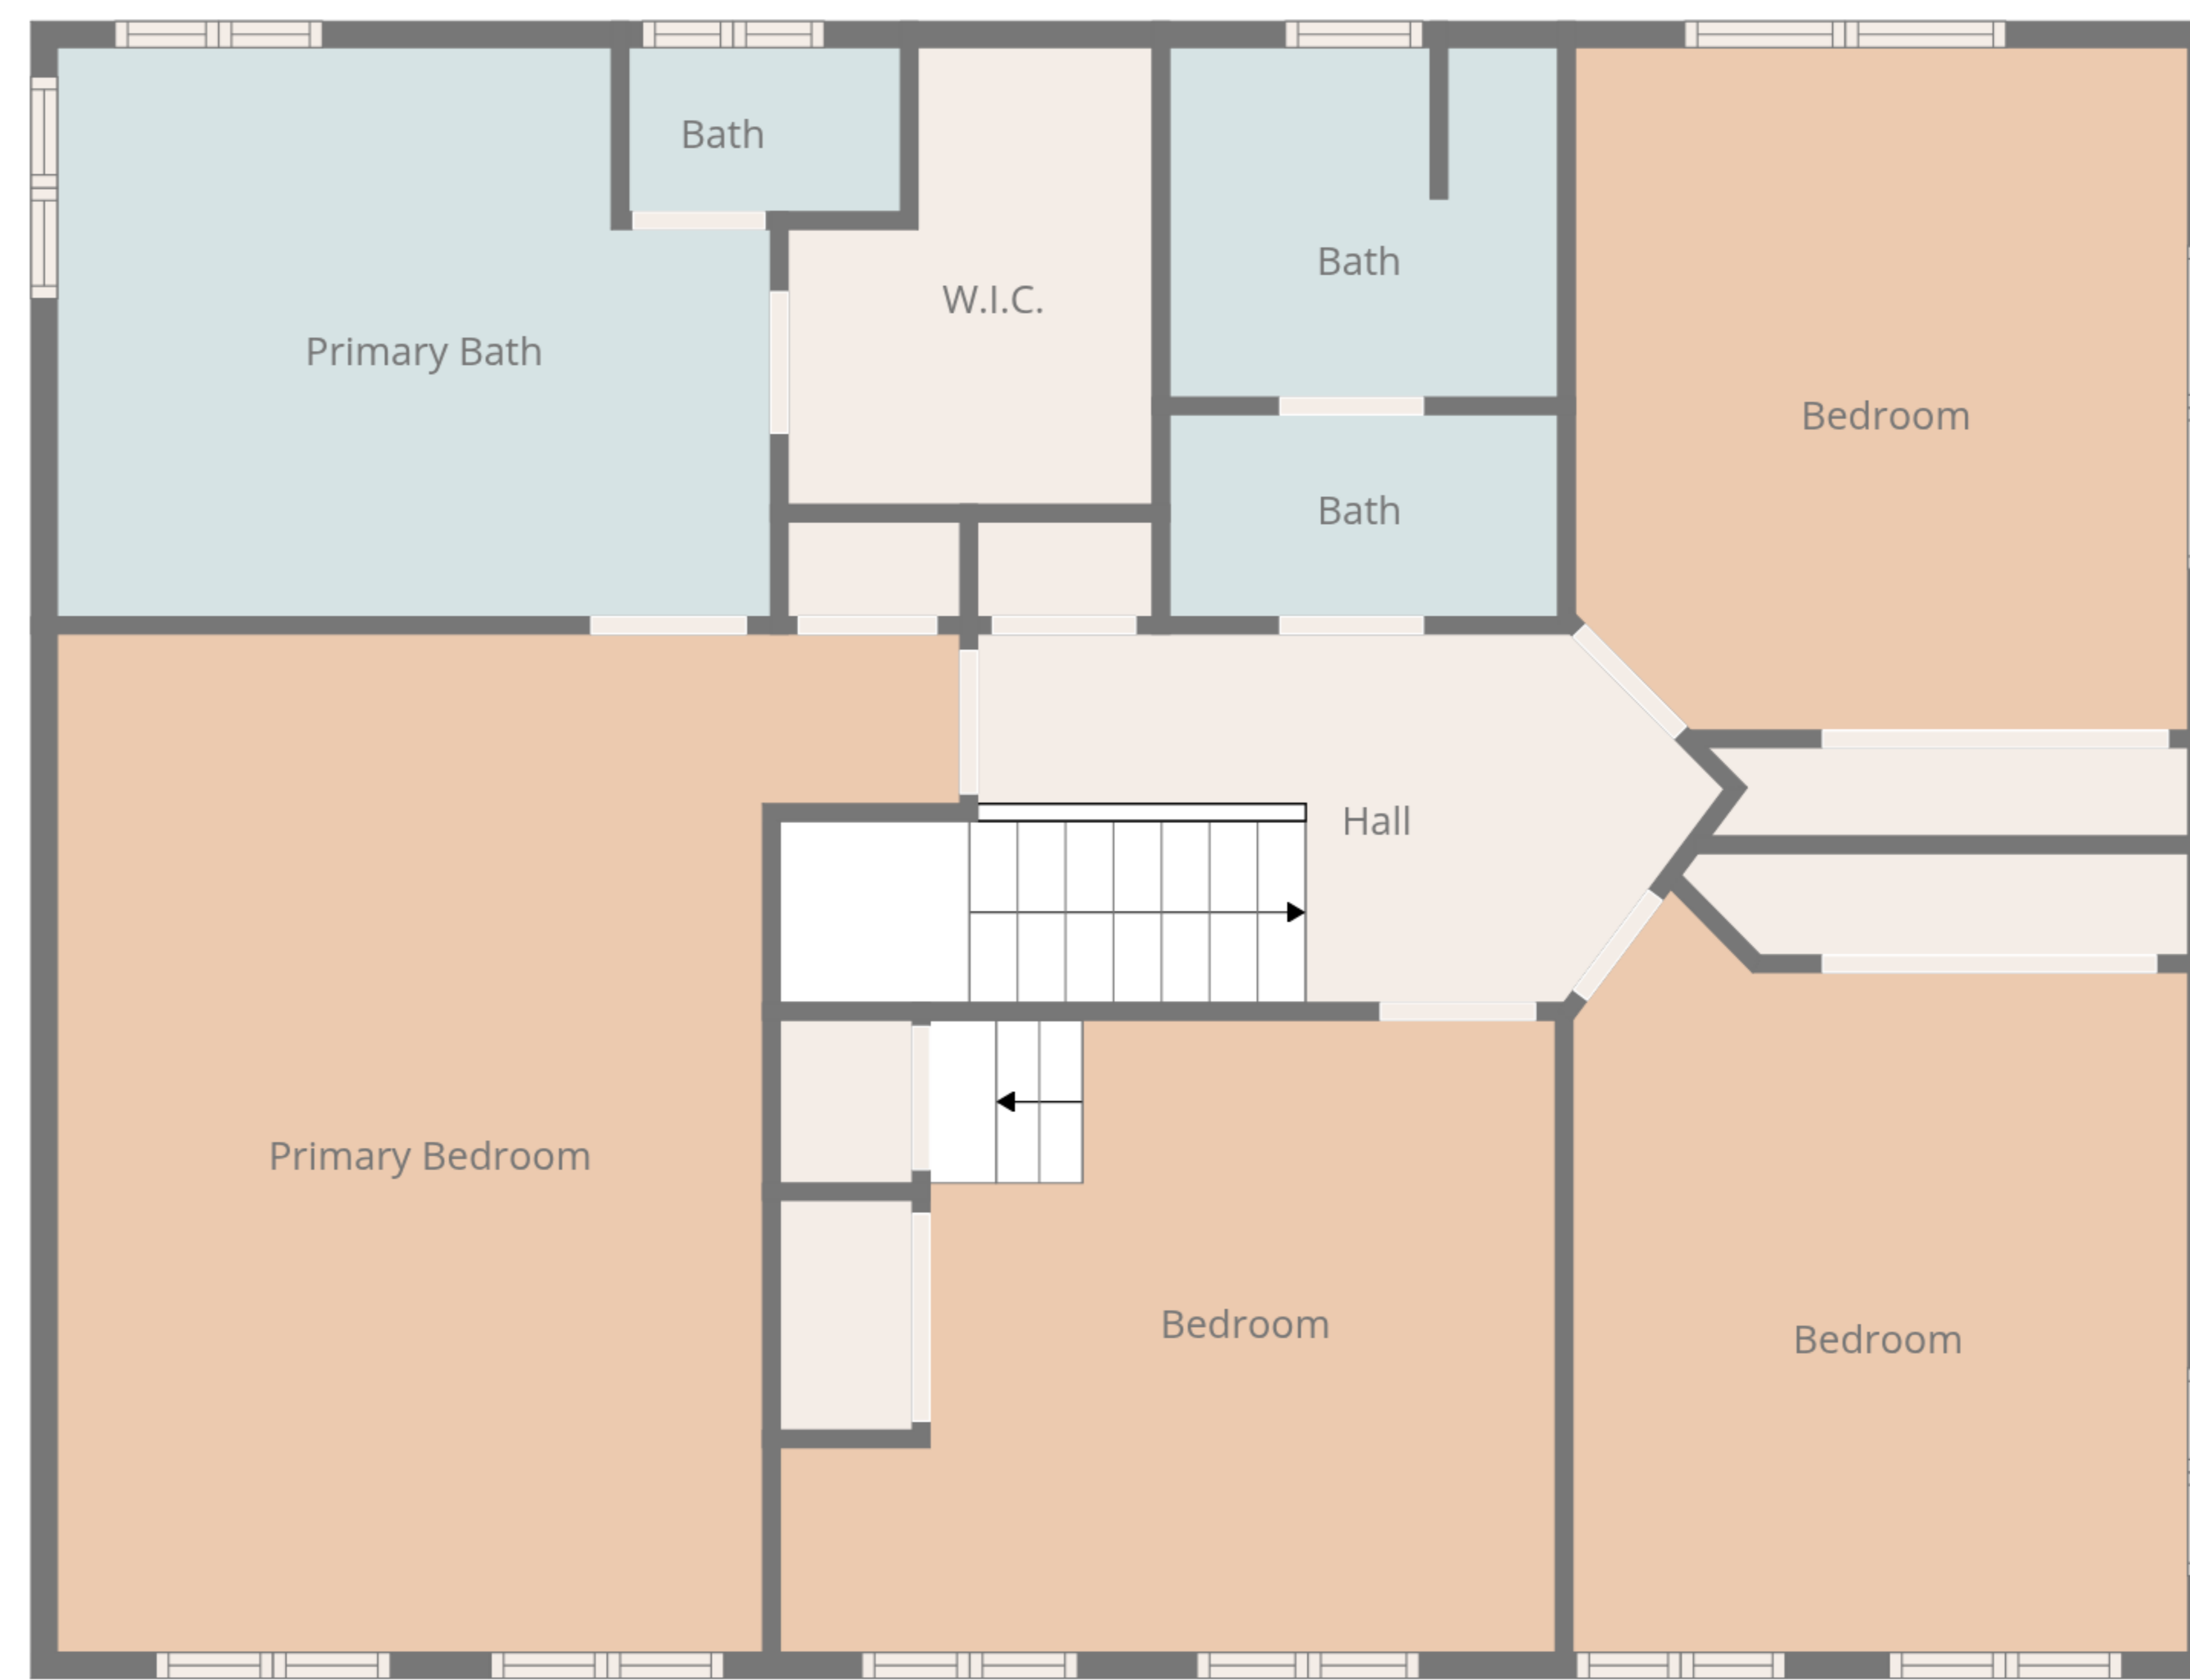 Bath
Bath
W.I.C.
Primary Bath
Bedroom
Bath
Hall
Primary Bedroom
Bedroom
Bedroom